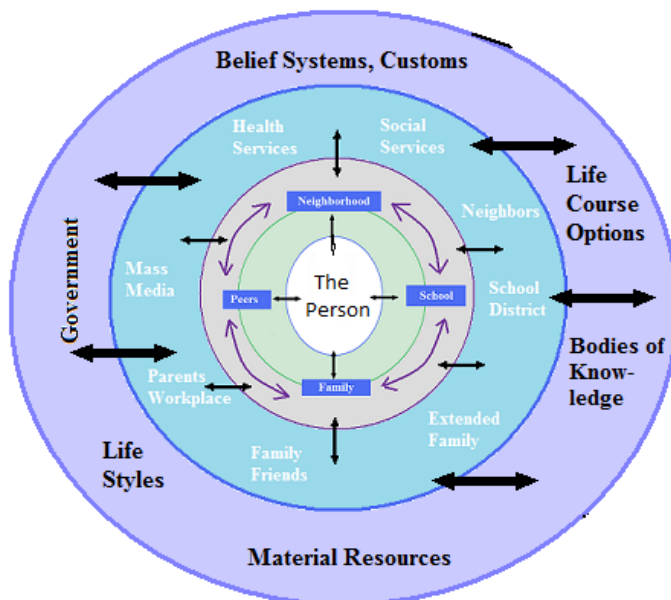 Belief Systems, Customs
Health
Services
Social
Services
Neighborhood
Life
Course
Options
Neighbors
Government
Mass
Media
Peers
The
Person
School
School
District
Bodies of
Know-
ledge
Parents
Workplace
Family
Extended
Family
Family
Friends
Life
Styles
Material Resources